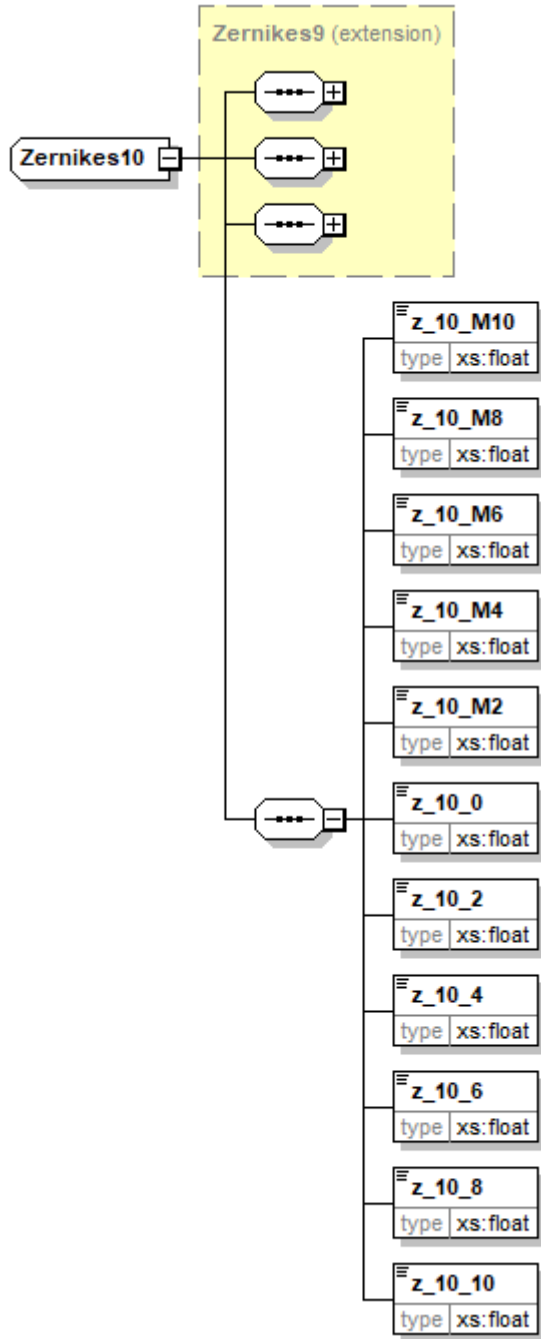 Zernikes9 (extension)
Zernikes10
z_10_M10
type xs:float
z_10_M8
type xs:float
z_10_M6
type xs:float
z_10_M4
type xs:float
z_10_M2
type xs:float
z_10_0
type xs:float
z_10_2
type xs:float
z_10_4
type xs:float
z_10_6
type xs:float
z_10_8
type xs:float
z_10_10
type xs:float